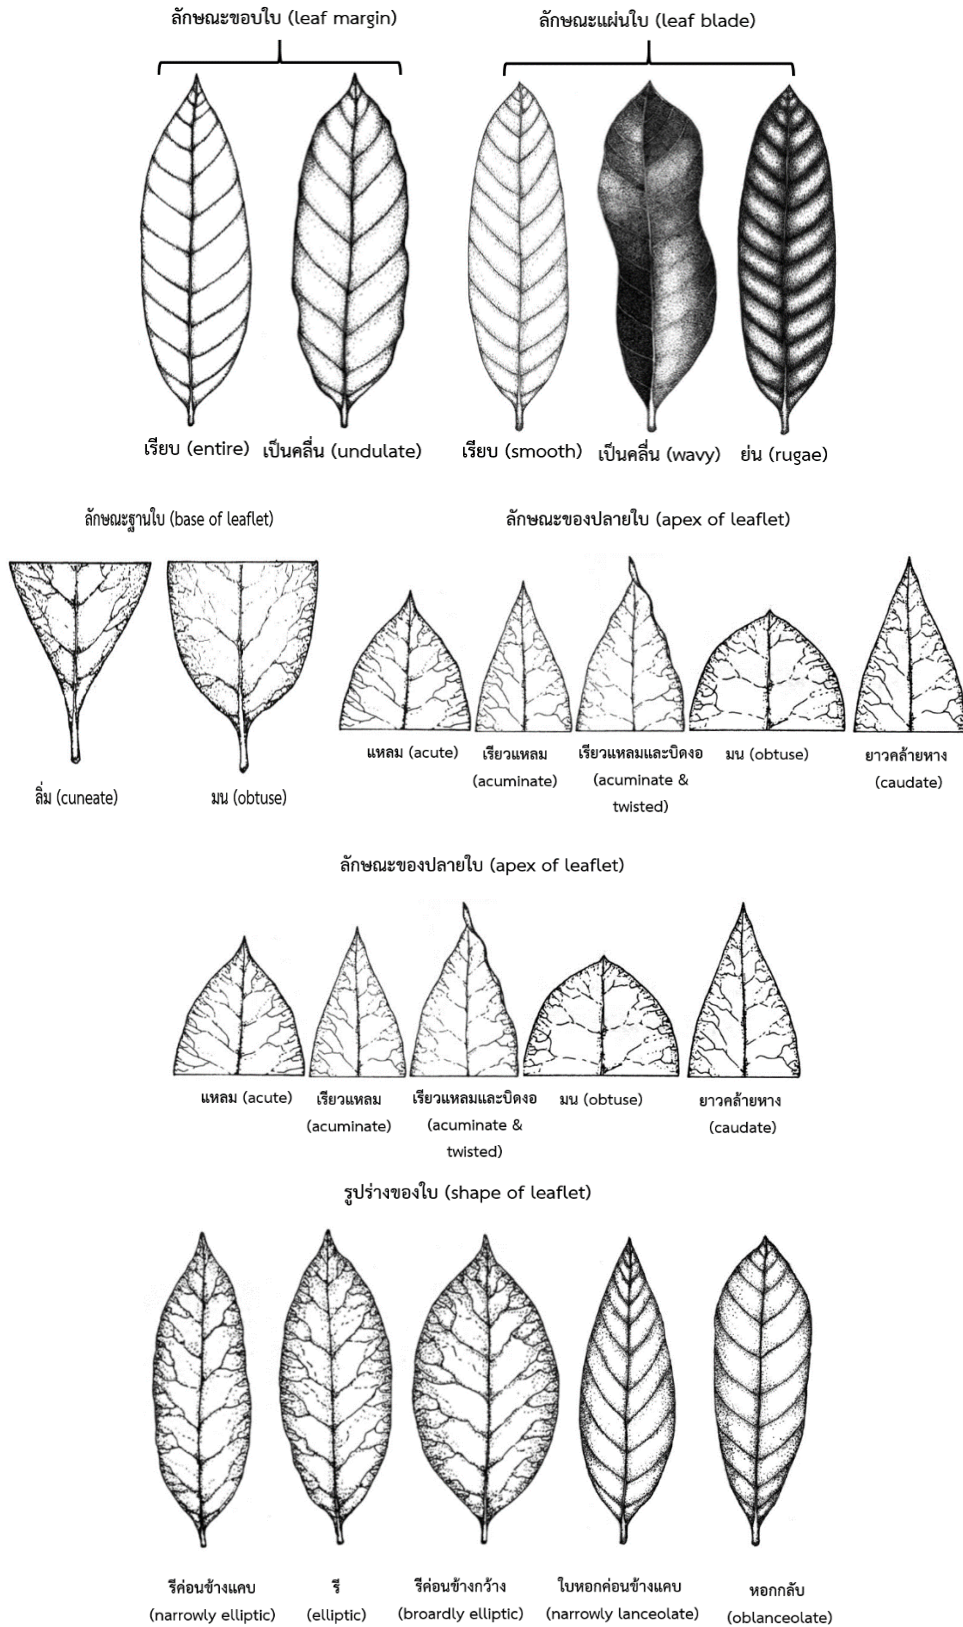 ลักษณะขอบใบ (leaf margin)
ลักษณะแผ่นใบ (leaf blade)
เรียบ (entire)
เป็นคลื่น (undulate)
เรียบ (smooth)
เป็นคลื่น (wavy)
ย่น (rugae)
ลักษณะฐานใบ (base of leaflet)
ลิ่ม (cuneate)
มน (obtuse)
ลักษณะของปลายใบ (apex of leaflet)
แหลม (acute)
เรียวแหลม
(acuminate)
เรียวแหลมและบิดงอ
(acuminate &
twisted)
มน (obtuse)
ยาวคล้ายหาง
(caudate)
ลักษณะของปลายใบ (apex of leaflet)
แหลม (acute)
เรียวแหลม
(acuminate)
เรียวแหลมและบิดงอ
(acuminate &
twisted)
มน (obtuse)
ยาวคล้ายหาง
(caudate)
รูปร่างของใบ (shape of leaflet)
รีค่อนข้างแคบ
(narrowly elliptic)
รี
(elliptic)
รีค่อนข้างกว้าง
(broardly elliptic)
ใบหอกค่อนข้างแคบ
(narrowly lanceolate)
หอกกลับ
(oblanceolate)